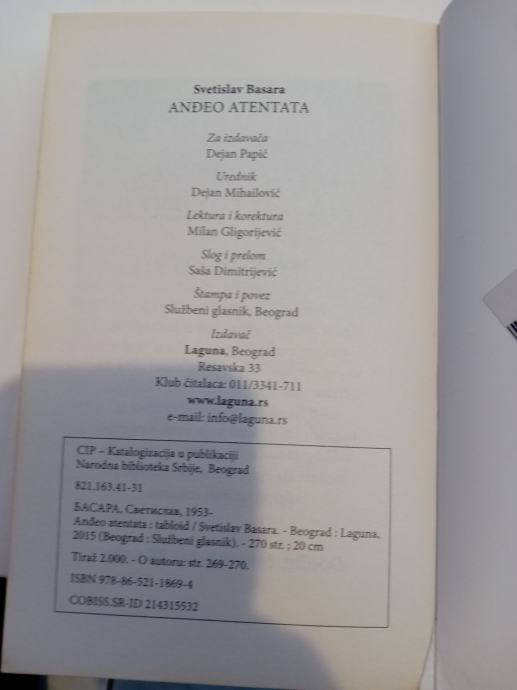 Svetislav Basara
ANĐEO ATENTATA
Za izdavača
Dejan Papić
Urednik
Dejan Mihailović
Lektura i korektura
Milan Gligorijević
Slog i prelom
Saša Dimitrijević
Štampa i povez
Službeni glasnik, Beograd
Izdavač
Laguna, Beograd
Resavska 33
Klub čitalaca: 011/3341-711
www.laguna.rs
e-mail: info@laguna.rs
CIP – Katalogizacija u publikaciji
Narodna biblioteka Srbije, Beograd
821.163.41-31
БАСАРА, Светислав, 1953-
Anđeo atentata : tabloid / Svetislav Basara. - Beograd : Laguna,
2015 (Beograd : Službeni glasnik). - 270 str. ; 20 cm
Tiraž 2.000. - O autoru: str. 269-270.
ISBN 978-86-521-1869-4
COBISS.SR-ID 214315532